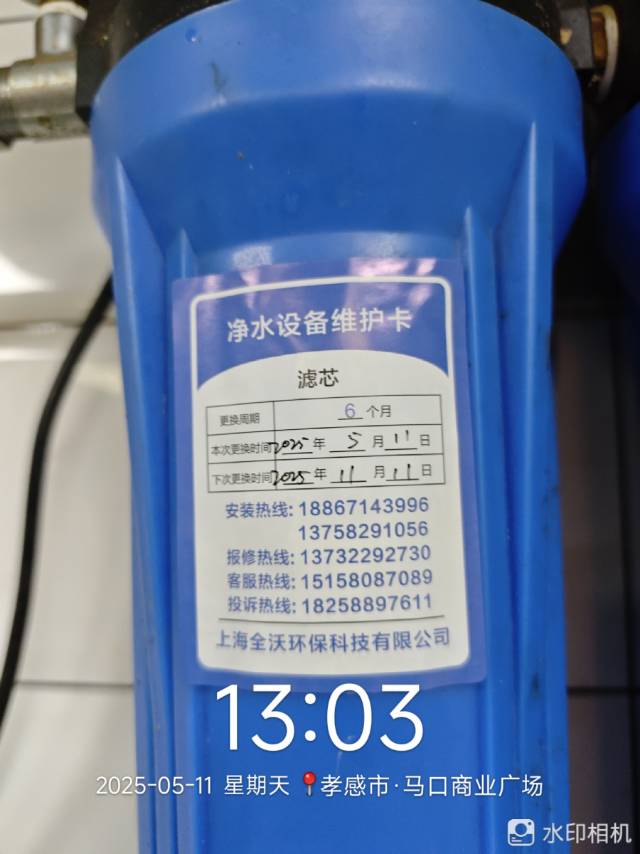 净水设备维护卡
滤芯
更换周期 6 个月
本次更换时间 2025 年 5 月 11 日
下次更换时间 2025 年 11 月 11 日
安装热线: 18867143996
13758291056
报修热线: 13732292730
客服热线: 15158087089
投诉热线: 18258897611
上海全沃环保科技有限公司
13:03
2025-05-11 星期天 孝感市·马口商业广场
水印相机